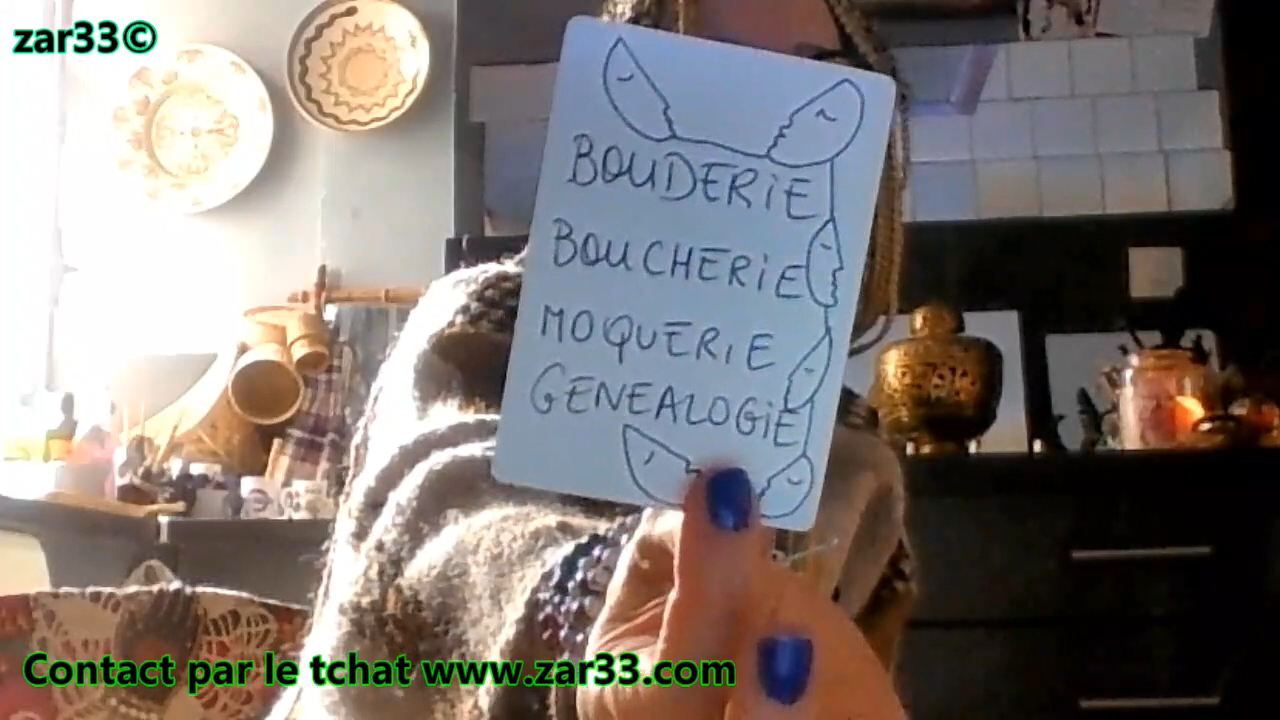 zar33©
BOUDERIE
BOUCHERIE
MOQUERIE
GENEALOGIE
Contact par le tchat www.zar33.com